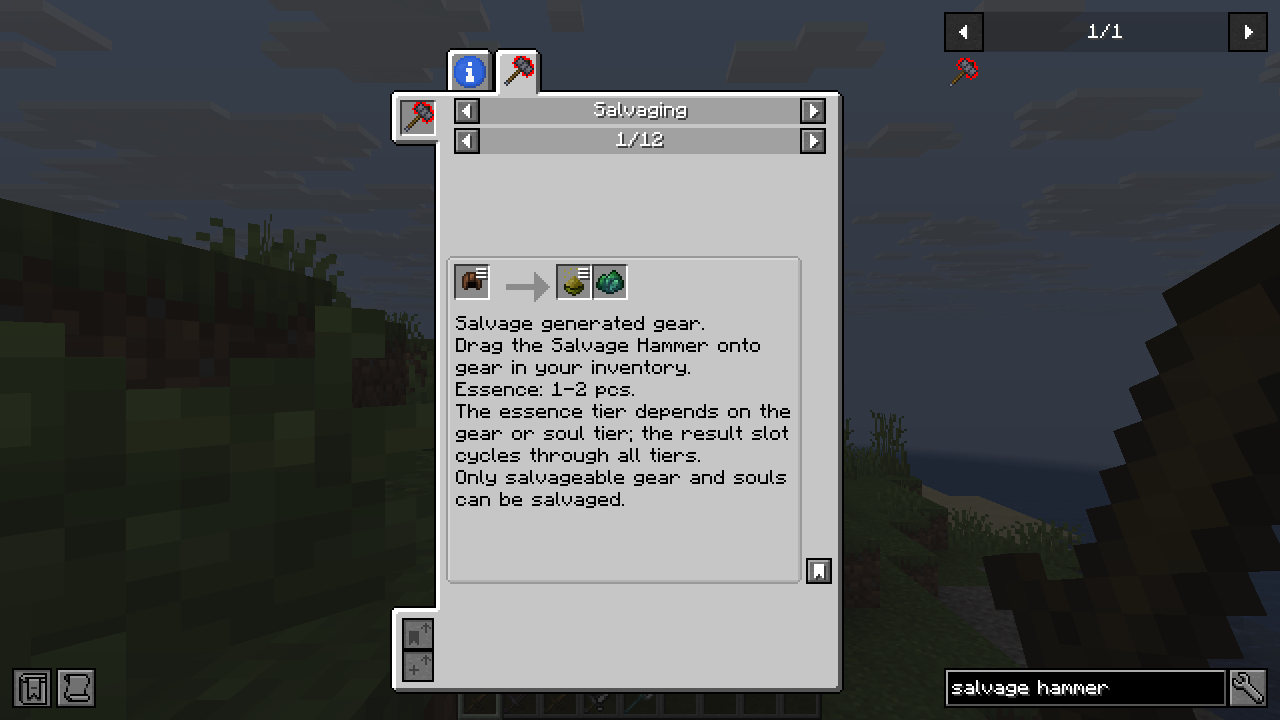 1/1
Salvaging
1/12
Salvage generated gear.
Drag the Salvage Hammer onto
gear in your inventory.
Essence: 1-2 pcs.
The essence tier depends on the
gear or soul tier; the result slot
cycles through all tiers.
Only salvageable gear and souls
can be salvaged.
salvage hammer